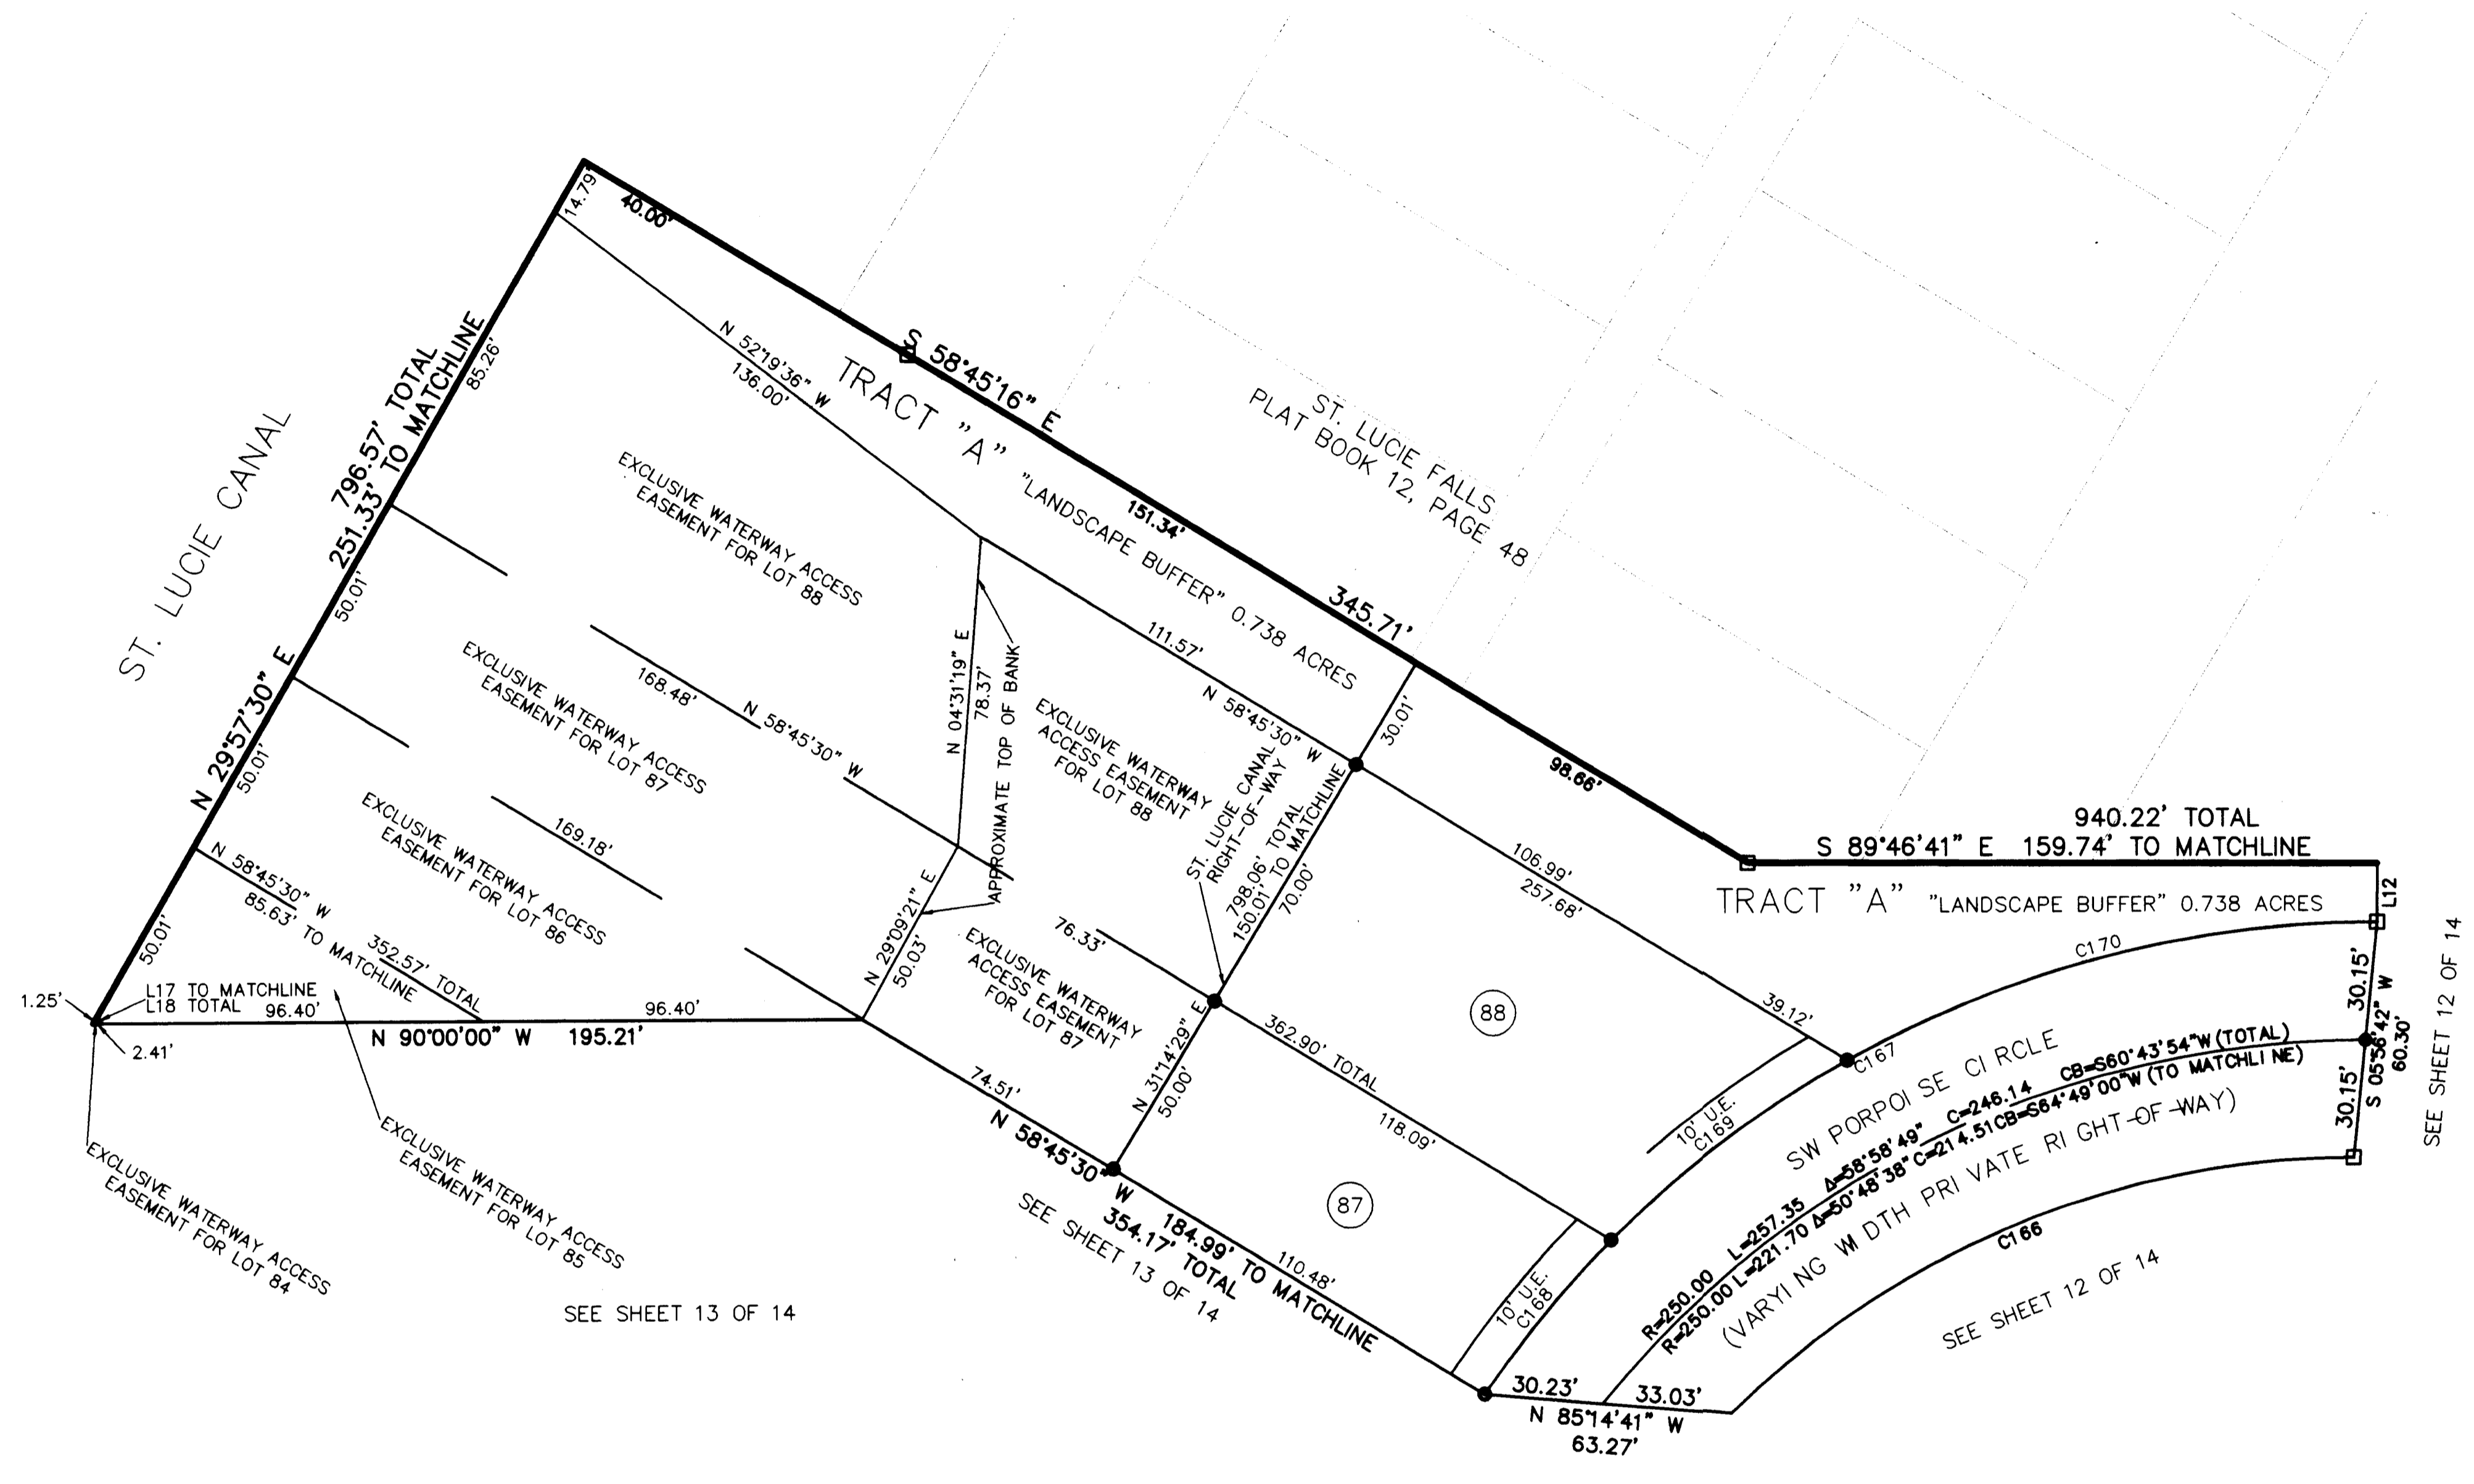 14.79'
40.00'
S 58°45'16" E
N 52°19'36" W
136.00'
TRACT "A"
"LANDSCAPE BUFFER" 0.738 ACRES
151.34'
345.71'
98.66'
ST. LUCIE FALLS
PLAT BOOK 12, PAGE 48
796.57' TOTAL
251.33' TO MATCHLINE
85.26'
ST. LUCIE CANAL
N 29°57'30" E
50.01'
50.01'
50.01'
EXCLUSIVE WATERWAY ACCESS
EASEMENT FOR LOT 88
168.48'
N 58°45'30" W
EXCLUSIVE WATERWAY ACCESS
EASEMENT FOR LOT 87
169.18'
EXCLUSIVE WATERWAY ACCESS
EASEMENT FOR LOT 86
N 58°45'30" W
85.63' TO MATCHLINE
352.57' TOTAL
N 04°31'19" E
78.37'
APPROXIMATE TOP OF BANK
N 29°09'21" E
50.03'
111.57'
N 58°45'30" W
30.01'
EXCLUSIVE WATERWAY
ACCESS EASEMENT
FOR LOT 88
ST. LUCIE CANAL
RIGHT-OF-WAY
798.06' TOTAL
150.01' TO MATCHLINE
70.00'
76.33'
EXCLUSIVE WATERWAY
ACCESS EASEMENT
FOR LOT 87
N 31°14'29" E
50.00'
106.99'
257.68'
39.12'
88
362.90' TOTAL
118.09'
87
940.22' TOTAL
S 89°46'41" E 159.74' TO MATCHLINE
TRACT "A" "LANDSCAPE BUFFER" 0.738 ACRES
L12
C170
30.15'
S 05°56'42" W
60.30'
30.15'
SEE SHEET 12 OF 14
C167
10' U.E.
C169
SW PORPOISE CIRCLE
R=250.00 L=257.35 Δ=58°58'49" C=246.14 CB=S60°43'54"W (TOTAL)
R=250.00 L=221.70 Δ=50°48'38" C=214.51 CB=S64°49'00"W (TO MATCHLINE)
(VARYING WIDTH PRIVATE RIGHT-OF-WAY)
C166
SEE SHEET 12 OF 14
1.25'
L17 TO MATCHLINE
L18 TOTAL
96.40'
96.40'
N 90°00'00" W 195.21'
2.41'
EXCLUSIVE WATERWAY ACCESS
EASEMENT FOR LOT 84
EXCLUSIVE WATERWAY ACCESS
EASEMENT FOR LOT 85
SEE SHEET 13 OF 14
74.51'
N 58°45'30" W
184.99' TO MATCHLINE
354.17' TOTAL
SEE SHEET 13 OF 14
110.48'
10' U.E.
C168
30.23'
33.03'
N 85°14'41" W
63.27'